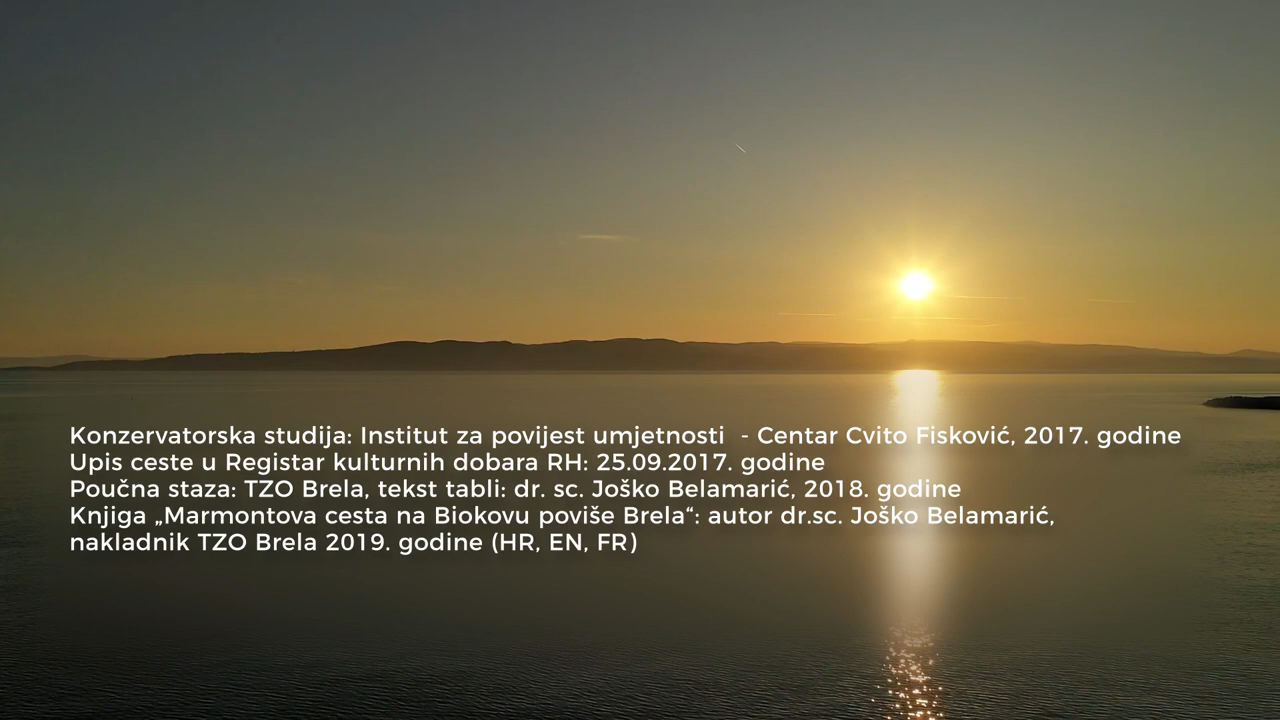 Konzervatorska studija: Institut za povijest umjetnosti - Centar Cvito Fisković, 2017. godine
Upis ceste u Registar kulturnih dobara RH: 25.09.2017. godine
Poučna staza: TZO Brela, tekst tabli: dr. sc. Joško Belamarić, 2018. godine
Knjiga „Marmontova cesta na Biokovu poviše Brela“: autor dr.sc. Joško Belamarić,
nakladnik TZO Brela 2019. godine (HR, EN, FR)